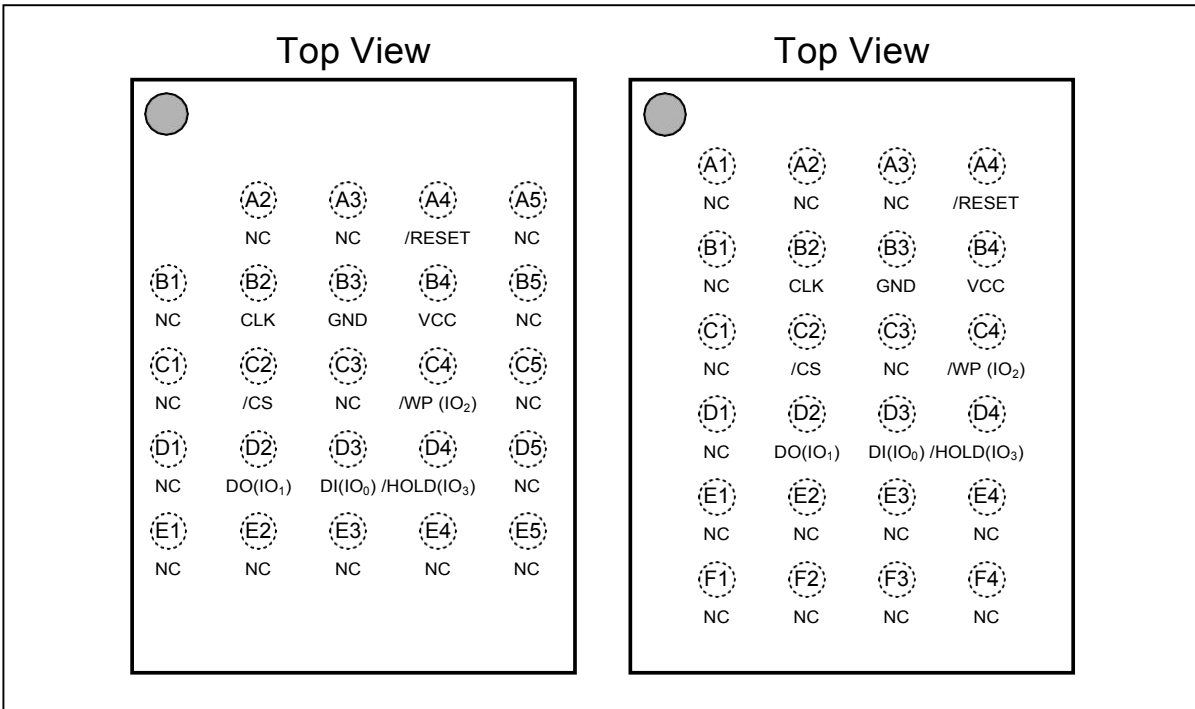 Top View
A2 A3 A4 A5
NC NC /RESET NC
B1 B2 B3 B4 B5
NC CLK GND VCC NC
C1 C2 C3 C4 C5
NC /CS NC /WP (IO₂) NC
D1 D2 D3 D4 D5
NC DO(IO₁) DI(IO₀) /HOLD(IO₃) NC
E1 E2 E3 E4 E5
NC NC NC NC NC
Top View
A1 A2 A3 A4
NC NC NC /RESET
B1 B2 B3 B4
NC CLK GND VCC
C1 C2 C3 C4
NC /CS NC /WP (IO₂)
D1 D2 D3 D4
NC DO(IO₁) DI(IO₀) /HOLD(IO₃)
E1 E2 E3 E4
NC NC NC NC
F1 F2 F3 F4
NC NC NC NC